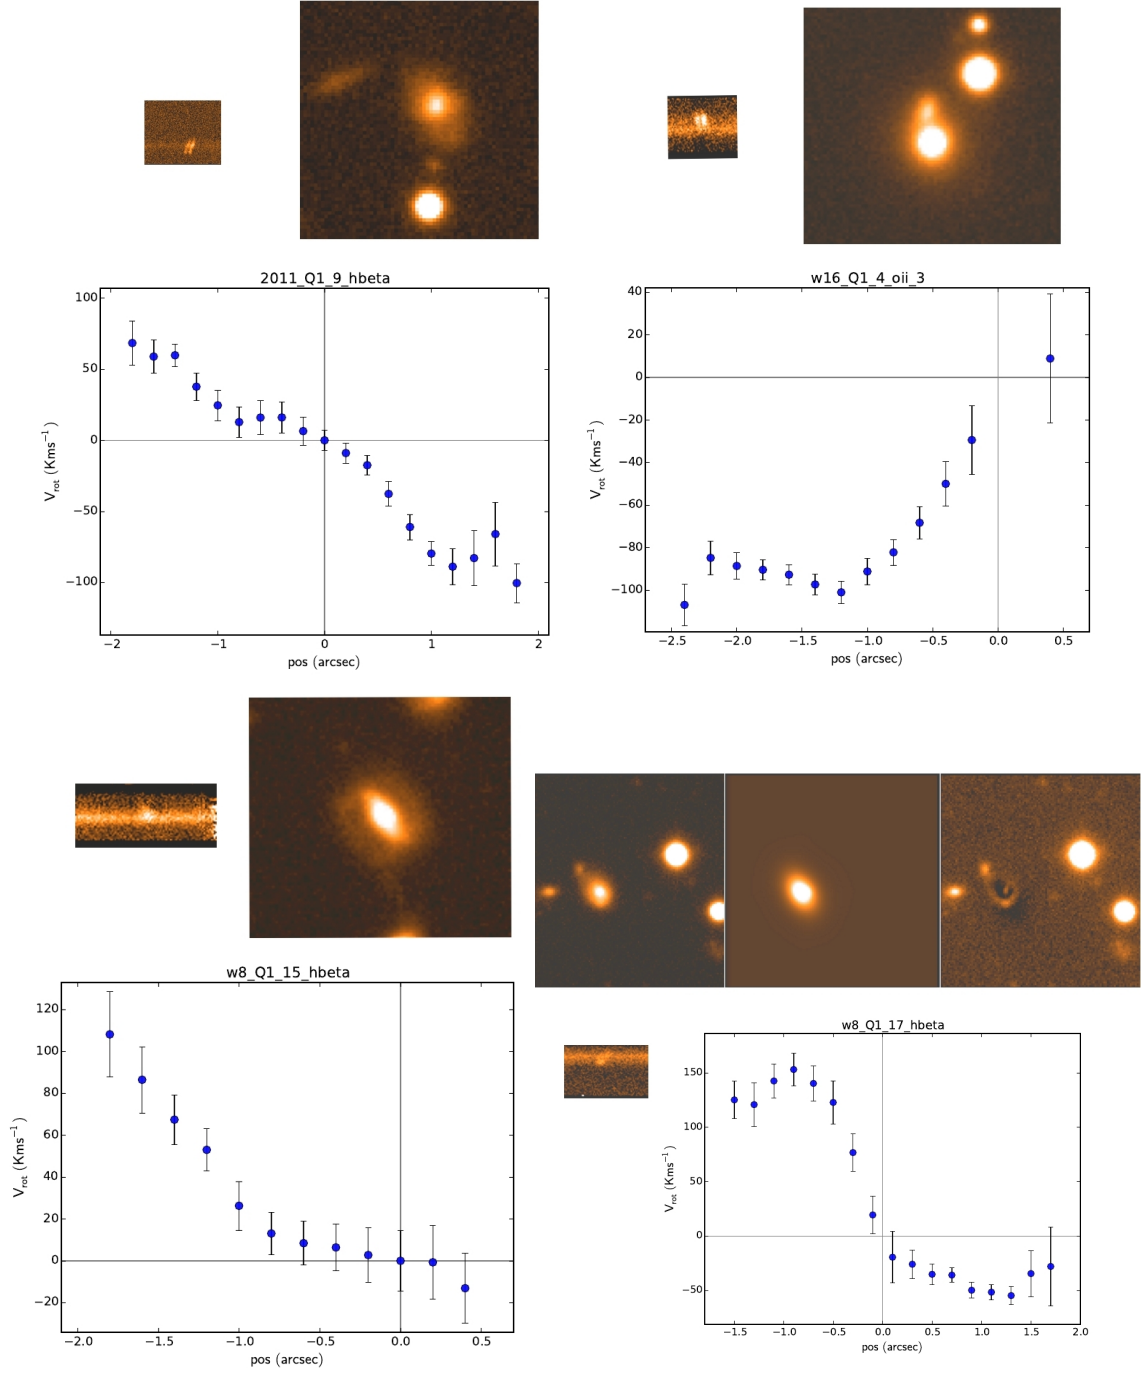 2011_Q1_9_hbeta
100
50
0
−50
−100
V_rot (Kms⁻¹)
−2 −1 0 1 2
pos (arcsec)
w16_Q1_4_oii_3
40
20
0
−20
−40
−60
−80
−100
V_rot (Kms⁻¹)
−2.5 −2.0 −1.5 −1.0 −0.5 0.0 0.5
pos (arcsec)
w8_Q1_15_hbeta
120
100
80
60
40
20
0
−20
V_rot (Kms⁻¹)
−2.0 −1.5 −1.0 −0.5 0.0 0.5
pos (arcsec)
w8_Q1_17_hbeta
150
100
50
0
−50
V_rot (Kms⁻¹)
−1.5 −1.0 −0.5 0.0 0.5 1.0 1.5 2.0
pos (arcsec)